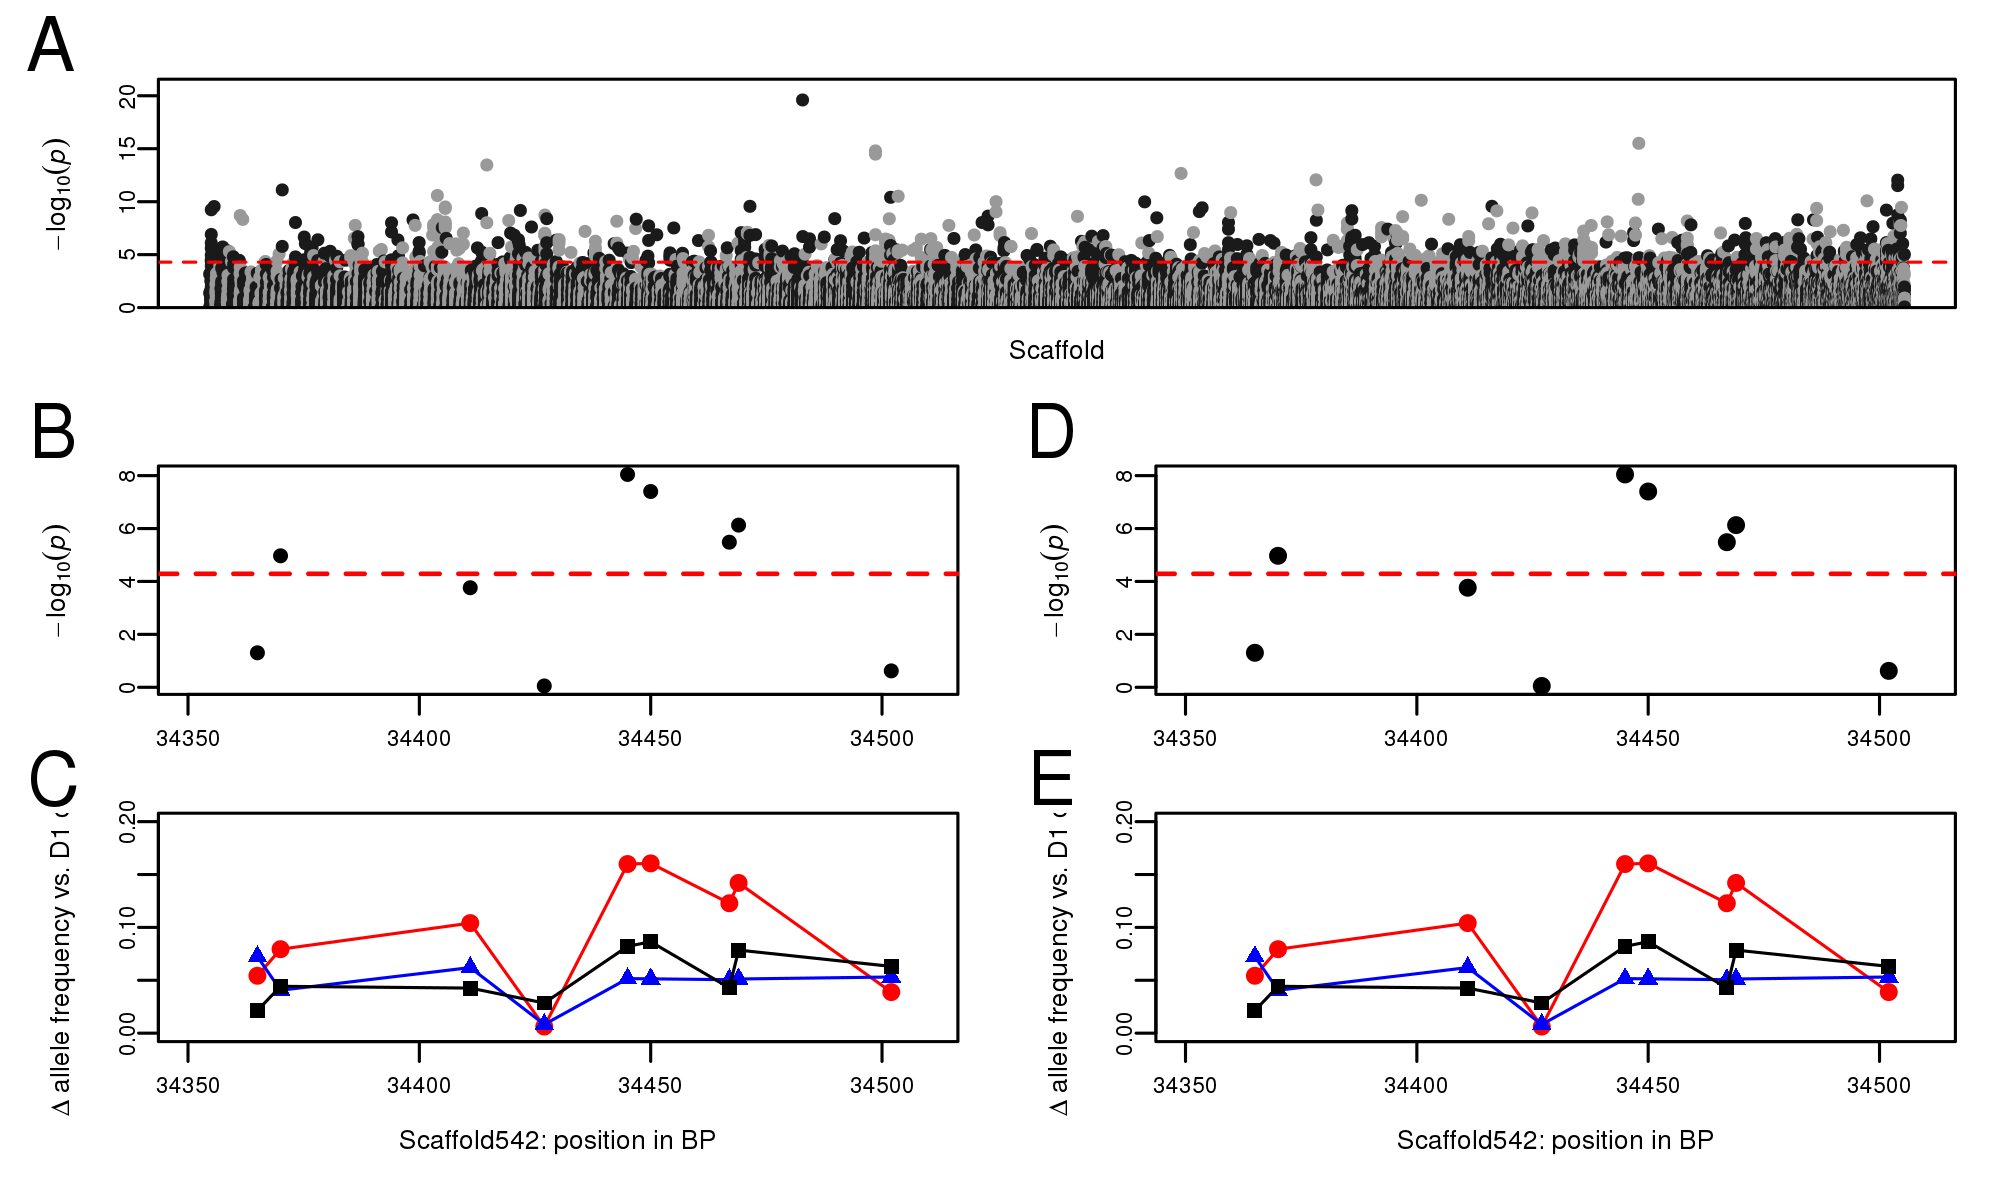 A
−log10(p)
0 5 10 15 20
Scaffold
B
−log10(p)
0 2 4 6 8
34350 34400 34450 34500
D
−log10(p)
0 2 4 6 8
34350 34400 34450 34500
C
Δ allele frequency vs. D1
0.00 0.10 0.20
34350 34400 34450 34500
Scaffold542: position in BP
E
Δ allele frequency vs. D1
0.00 0.10 0.20
34350 34400 34450 34500
Scaffold542: position in BP